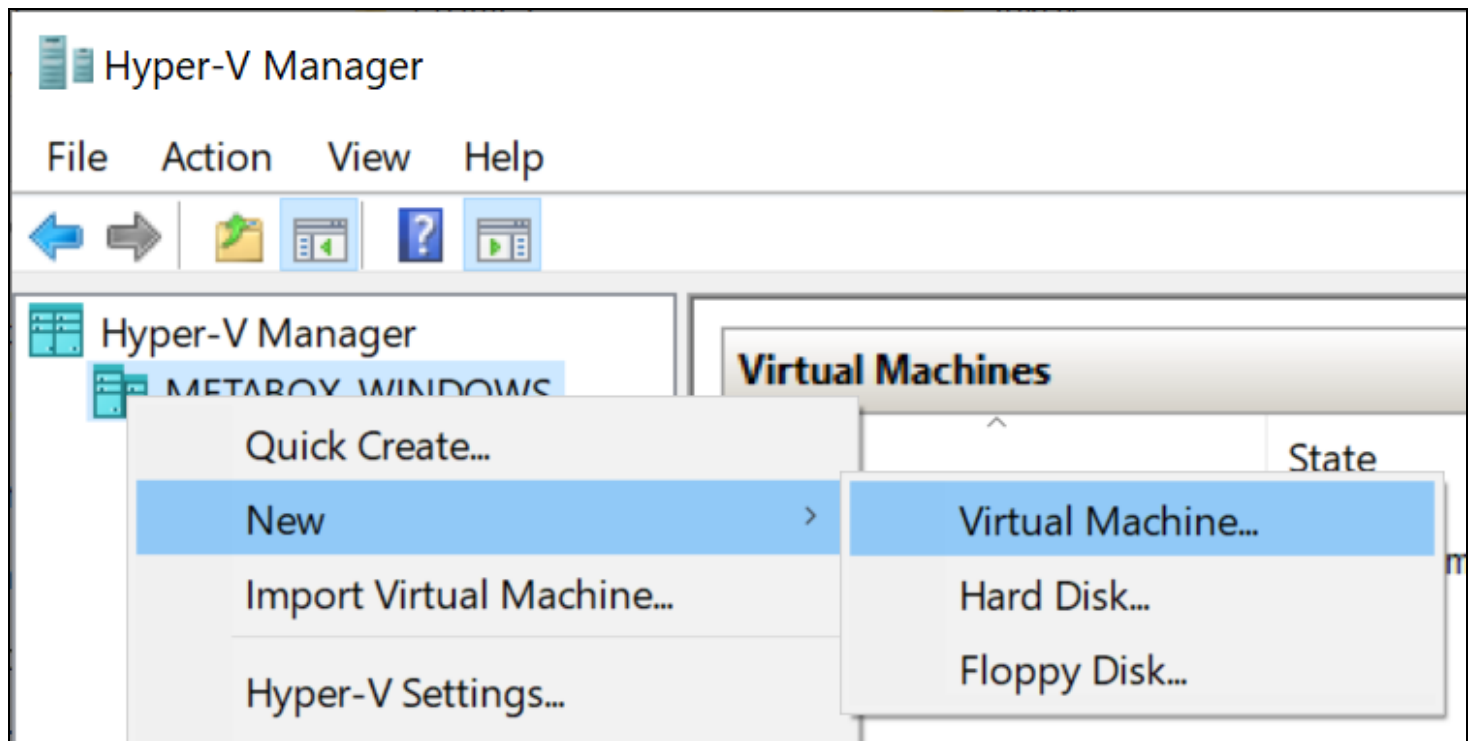 Hyper-V Manager
File Action View Help
Hyper-V Manager
METABOX_WINDOWS
Virtual Machines
State
Quick Create...
New
Import Virtual Machine...
Hyper-V Settings...
Virtual Machine...
Hard Disk...
Floppy Disk...